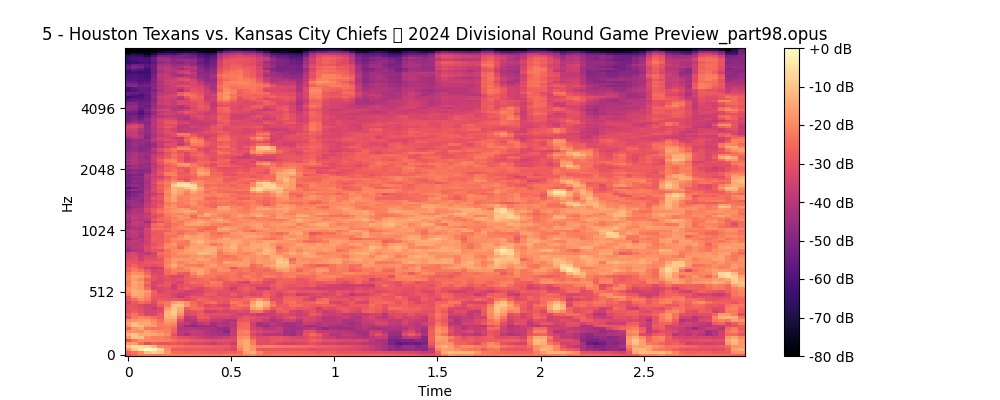 5 - Houston Texans vs. Kansas City Chiefs  2024 Divisional Round Game Preview_part98.opus
+0 dB
-10 dB
-20 dB
-30 dB
-40 dB
-50 dB
-60 dB
-70 dB
-80 dB
4096
2048
1024
512
0
Hz
0
0.5
1
1.5
2
2.5
Time